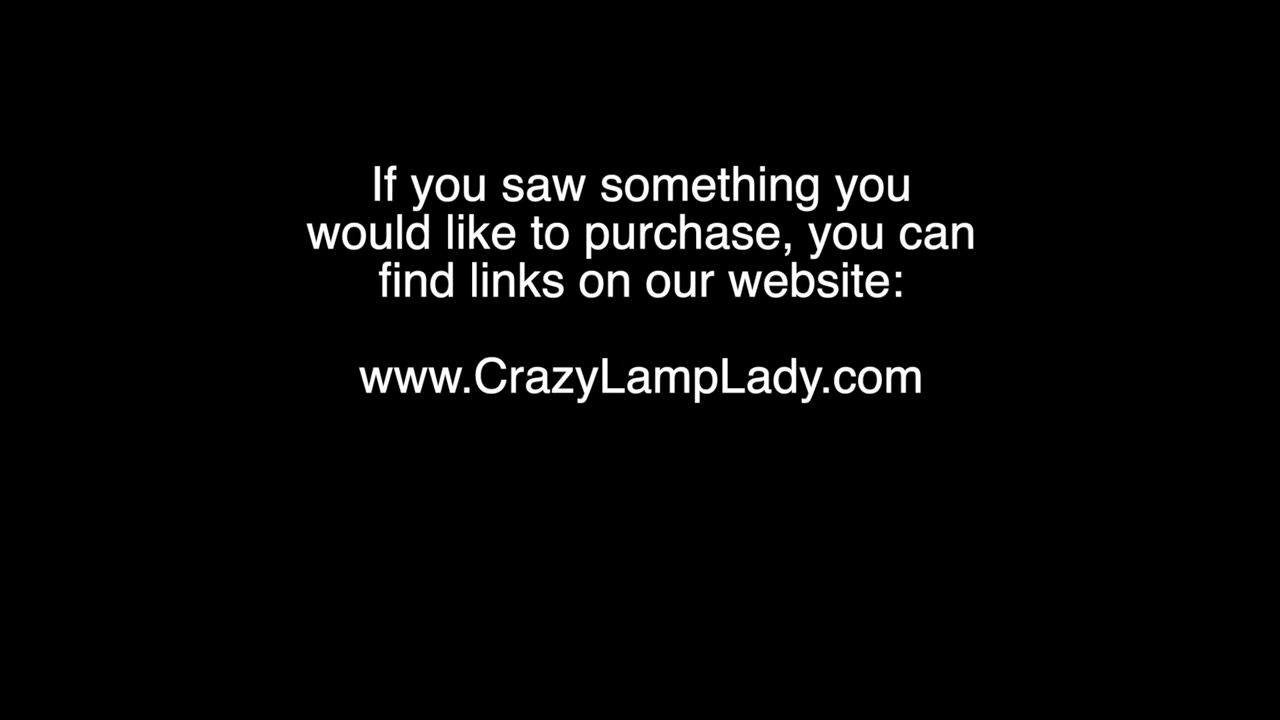 If you saw something you
would like to purchase, you can
find links on our website:
www.CrazyLampLady.com